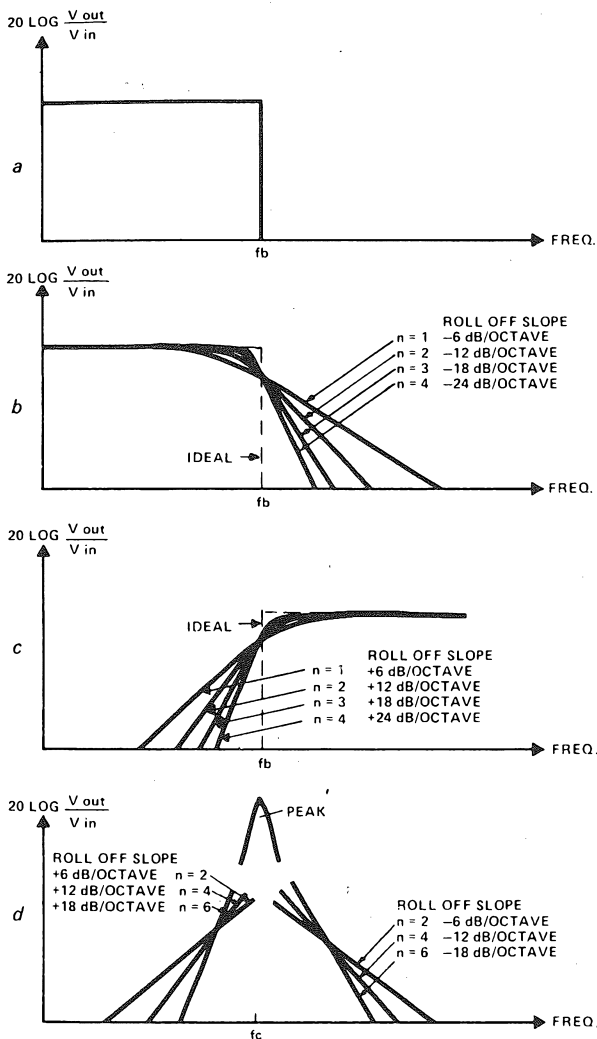 20 LOG V out
V in
a
fb
FREQ.
20 LOG V out
V in
ROLL OFF SLOPE
n = 1 −6 dB/OCTAVE
n = 2 −12 dB/OCTAVE
n = 3 −18 dB/OCTAVE
n = 4 −24 dB/OCTAVE
b
IDEAL
fb
FREQ.
20 LOG V out
V in
IDEAL
c
ROLL OFF SLOPE
n = 1 +6 dB/OCTAVE
n = 2 +12 dB/OCTAVE
n = 3 +18 dB/OCTAVE
n = 4 +24 dB/OCTAVE
fb
FREQ.
20 LOG V out
V in
PEAK
ROLL OFF SLOPE
+6 dB/OCTAVE n = 2
+12 dB/OCTAVE n = 4
+18 dB/OCTAVE n = 6
d
ROLL OFF SLOPE
n = 2 −6 dB/OCTAVE
n = 4 −12 dB/OCTAVE
n = 6 −18 dB/OCTAVE
fc
FREQ.